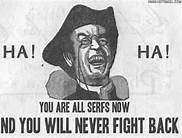 HA! HA!
YOU ARE ALL SERFS NOW
ND YOU WILL NEVER FIGHT BACK